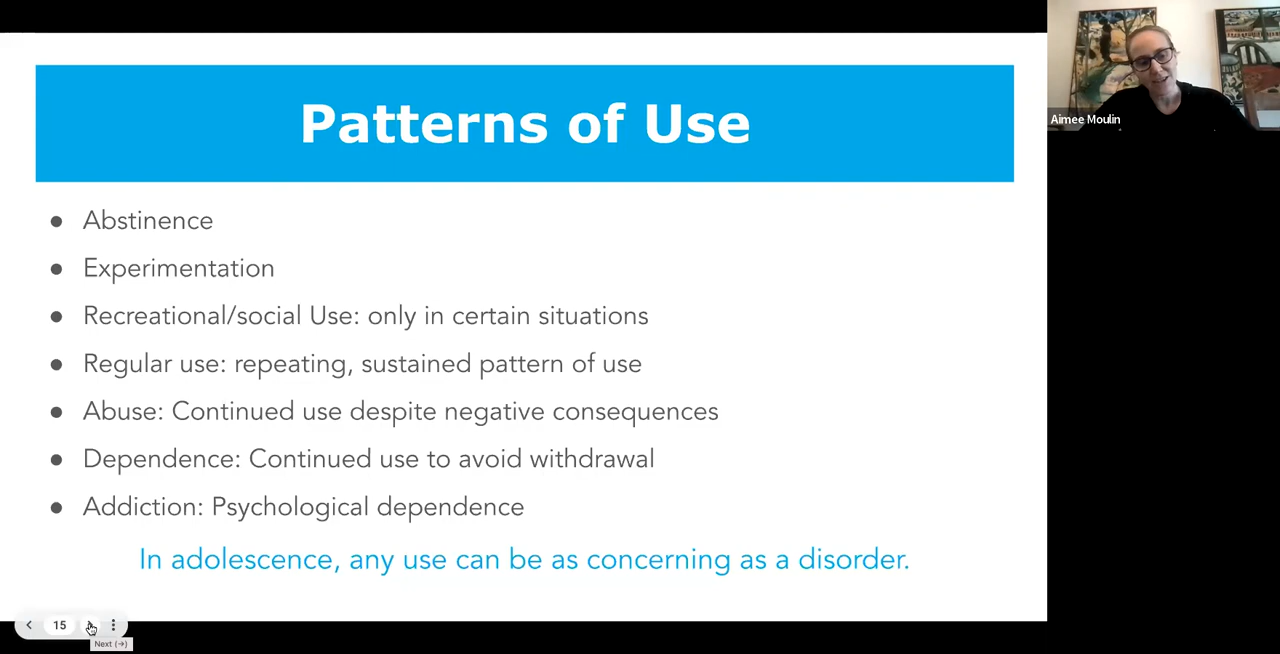 Patterns of Use
Aimee Moulin
● Abstinence
● Experimentation
● Recreational/social Use: only in certain situations
● Regular use: repeating, sustained pattern of use
● Abuse: Continued use despite negative consequences
● Dependence: Continued use to avoid withdrawal
● Addiction: Psychological dependence
In adolescence, any use can be as concerning as a disorder.
15
Next (→)